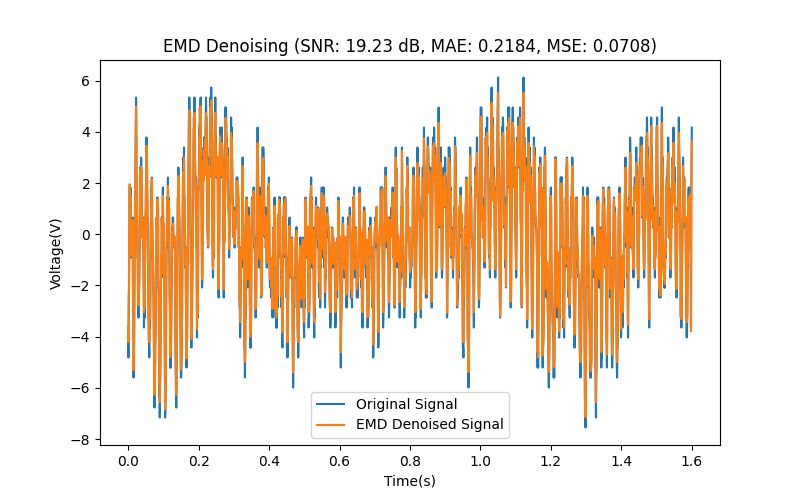 EMD Denoising (SNR: 19.23 dB, MAE: 0.2184, MSE: 0.0708)
6
4
2
0
−2
−4
−6
−8
Voltage(V)
Original Signal
EMD Denoised Signal
0.0 0.2 0.4 0.6 0.8 1.0 1.2 1.4 1.6
Time(s)